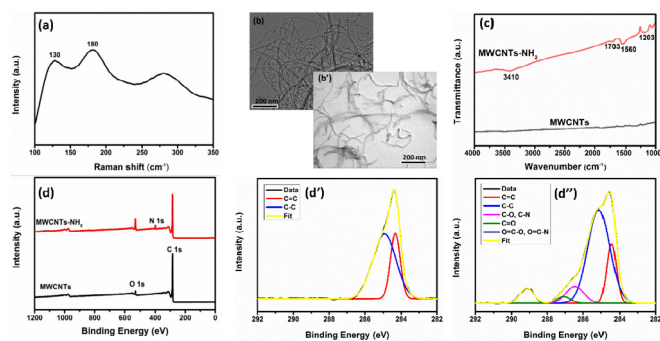 (a)
130
180
Intensity (a.u.)
100 150 200 250 300 350
Raman shift (cm⁻¹)
(b)
200 nm
(b')
200 nm
(c)
1703
1203
1560
MWCNTs-NH₂
3410
MWCNTs
Transmittance (a.u.)
4000 3500 3000 2500 2000 1500 1000
Wavenumber (cm⁻¹)
(d)
MWCNTs-NH₂
N 1s
C 1s
MWCNTs
O 1s
Intensity (a.u.)
1200 1000 800 600 400 200 0
Binding Energy (eV)
(d')
Data
C=C
C-C
Fit
Intensity (a.u.)
292 290 288 286 284 282
Binding Energy (eV)
(d'')
Data
C=C
C-C
C-O, C-N
C=O
O=C-O, O=C-N
Fit
Intensity (a.u.)
292 290 288 286 284 282
Binding Energy (eV)